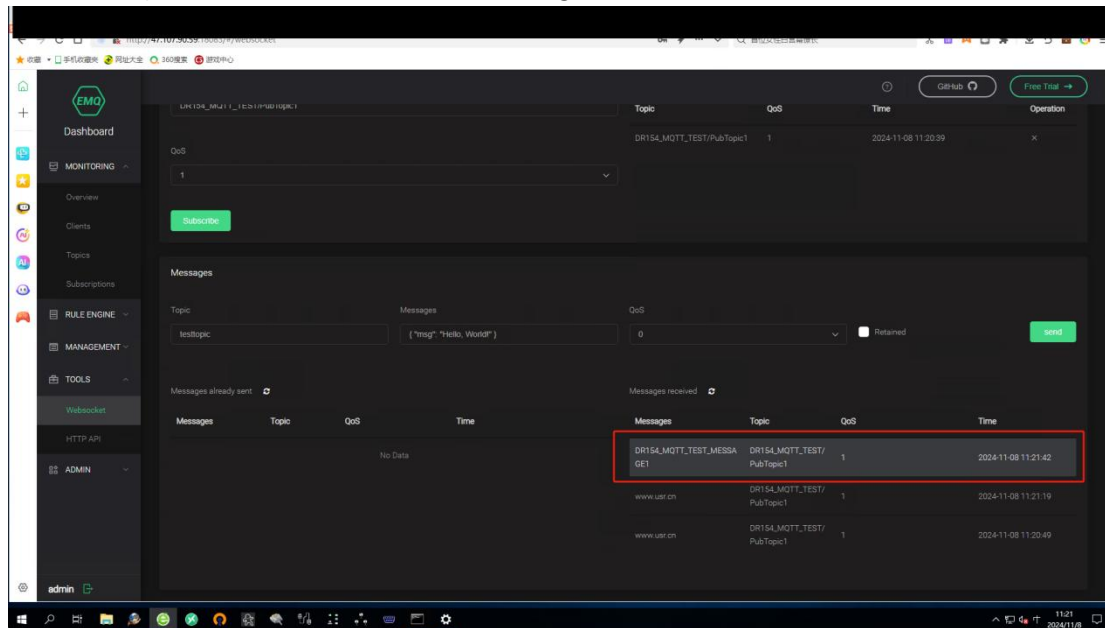 47.107.90.59:18083/#/websocket
收藏 手机收藏夹 网址大全 360搜索 游戏中心
EMQ
Dashboard
MONITORING
Overview
Clients
Topics
Subscriptions
RULE ENGINE
MANAGEMENT
TOOLS
Websocket
HTTP API
ADMIN
admin
GitHub
Free Trial →
DR154_MQTT_TEST/PubTopic1
QoS
1
Subscribe
Topic QoS Time Operation
DR154_MQTT_TEST/PubTopic1 1 2024-11-08 11:20:39 ×
Messages
Topic Messages QoS
testtopic { "msg": "Hello, World!" } 0 Retained send
Messages already sent
Messages Topic QoS Time
No Data
Messages received
Messages Topic QoS Time
DR154_MQTT_TEST_MESSA DR154_MQTT_TEST/ 1 2024-11-08 11:21:42
GE1 PubTopic1
www.usr.cn DR154_MQTT_TEST/ 1 2024-11-08 11:21:19
PubTopic1
www.usr.cn DR154_MQTT_TEST/ 1 2024-11-08 11:20:49
PubTopic1
中 11:21
2024/11/8